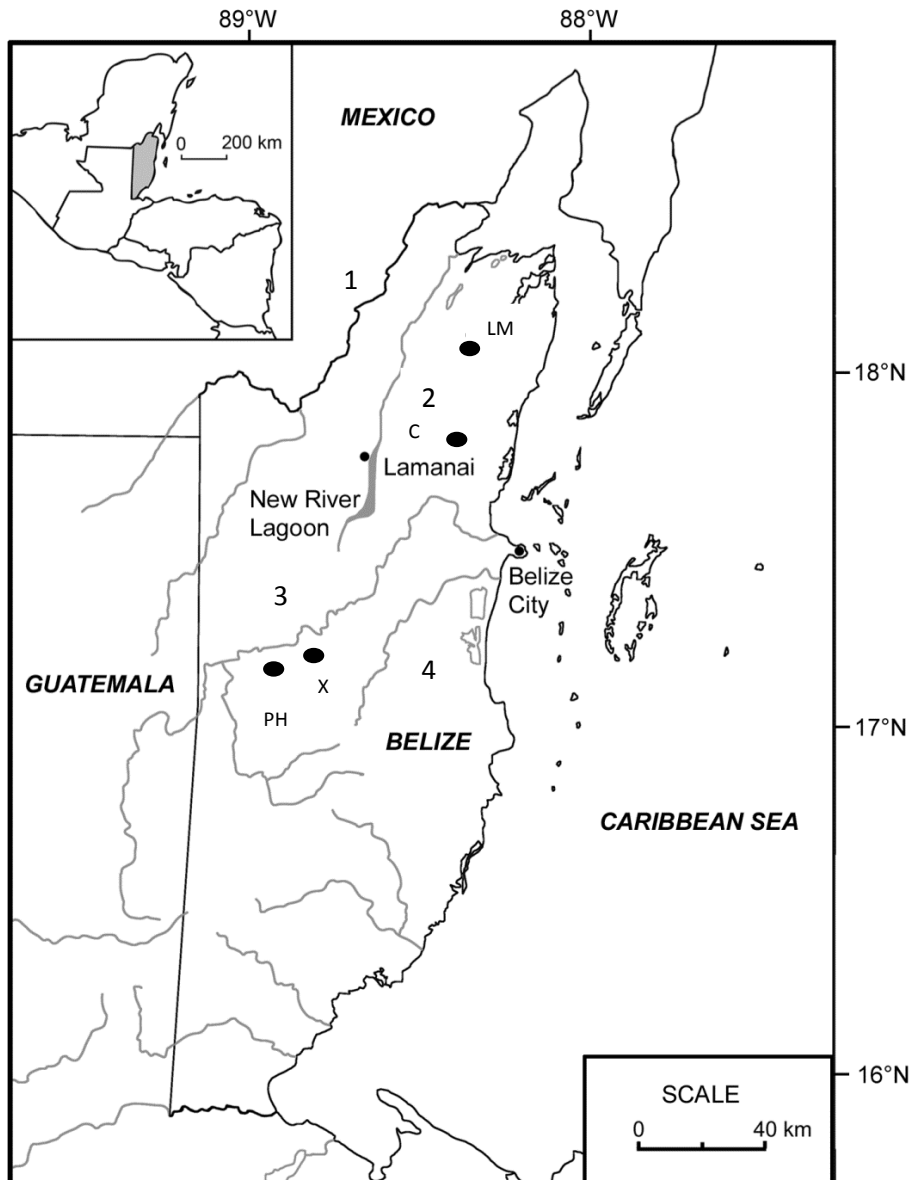 89°W 88°W
MEXICO
0 200 km
1
LM
18°N
2
C
Lamanai
New River
Lagoon
Belize
City
3
4
GUATEMALA
X
PH
17°N
BELIZE
CARIBBEAN SEA
16°N
SCALE
0 40 km